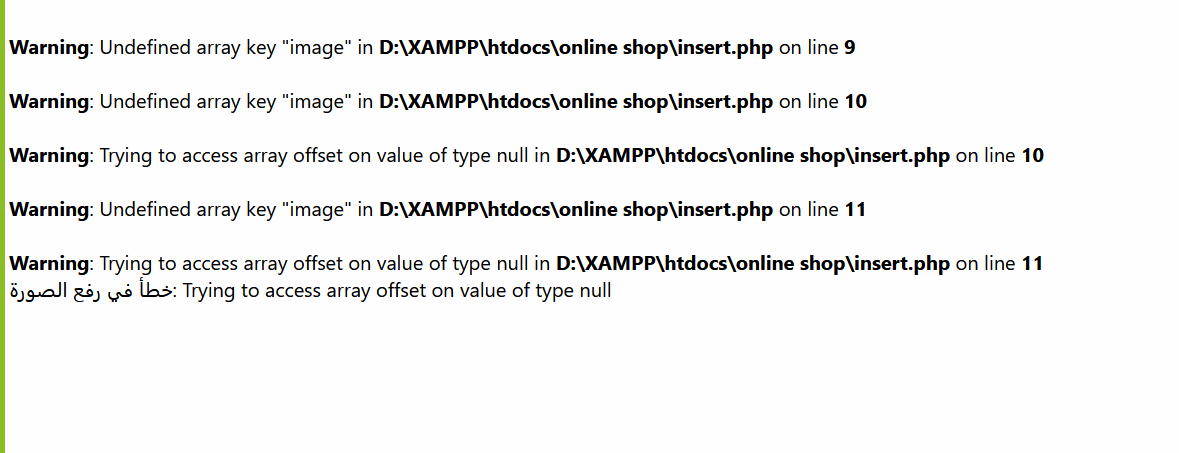 Warning: Undefined array key "image" in D:\XAMPP\htdocs\online shop\insert.php on line 9
Warning: Undefined array key "image" in D:\XAMPP\htdocs\online shop\insert.php on line 10
Warning: Trying to access array offset on value of type null in D:\XAMPP\htdocs\online shop\insert.php on line 10
Warning: Undefined array key "image" in D:\XAMPP\htdocs\online shop\insert.php on line 11
Warning: Trying to access array offset on value of type null in D:\XAMPP\htdocs\online shop\insert.php on line 11
خطأ في رفع الصورة: Trying to access array offset on value of type null